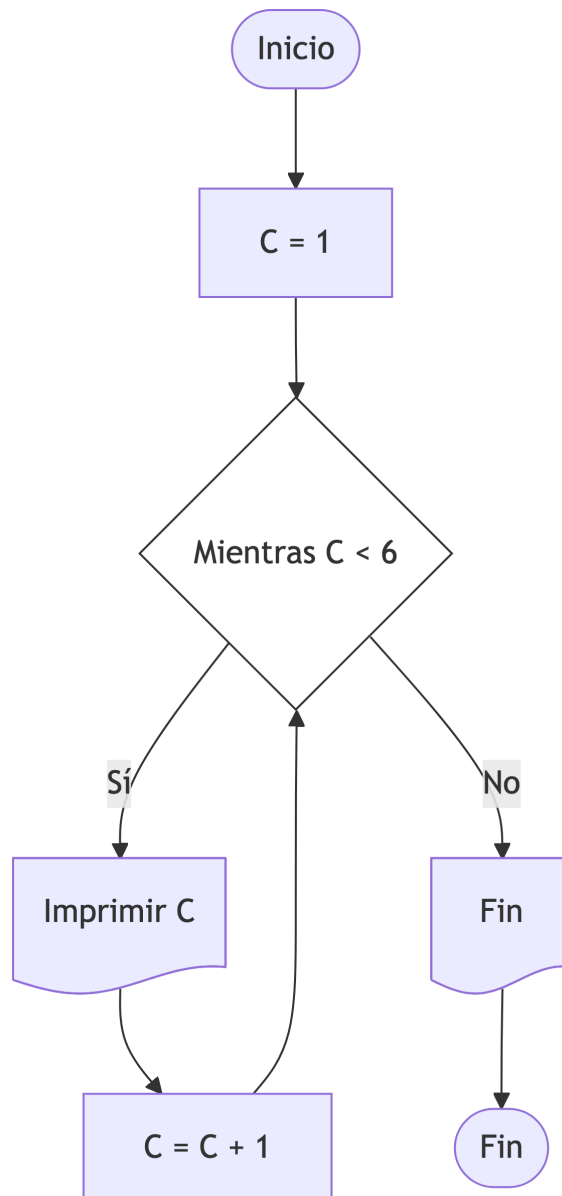 Inicio
C = 1
Mientras C < 6
Sí
No
Imprimir C
Fin
C = C + 1
Fin